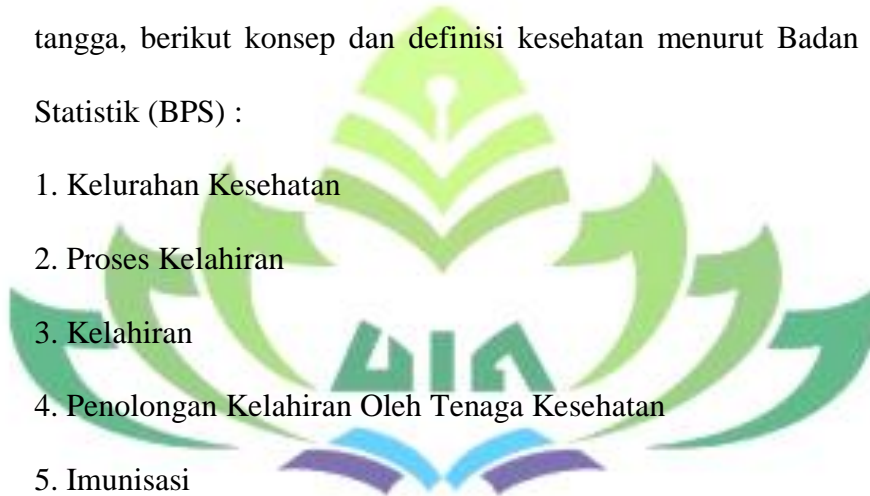 tangga, berikut konsep dan definisi kesehatan menurut Badan
Statistik (BPS) :
1. Kelurahan Kesehatan
2. Proses Kelahiran
3. Kelahiran
UIN
4. Penolongan Kelahiran Oleh Tenaga Kesehatan
5. Imunisasi